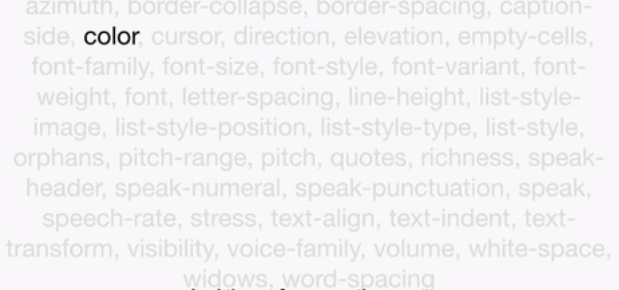 azimuth, border-collapse, border-spacing, caption-
side, color, cursor, direction, elevation, empty-cells,
font-family, font-size, font-style, font-variant, font-
weight, font, letter-spacing, line-height, list-style-
image, list-style-position, list-style-type, list-style,
orphans, pitch-range, pitch, quotes, richness, speak-
header, speak-numeral, speak-punctuation, speak,
speech-rate, stress, text-align, text-indent, text-
transform, visibility, voice-family, volume, white-space,
widows, word-spacing